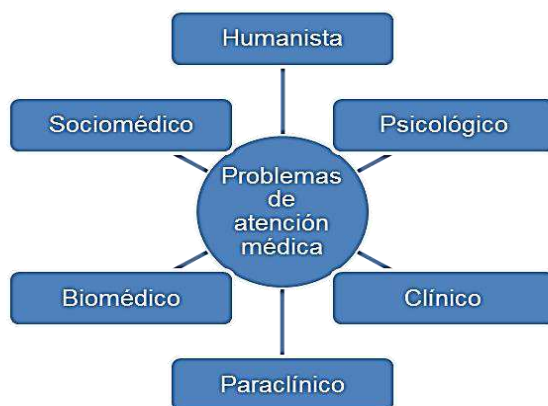 Humanista
Sociomédico
Psicológico
Problemas
de
atención
médica
Biomédico
Clínico
Paraclínico